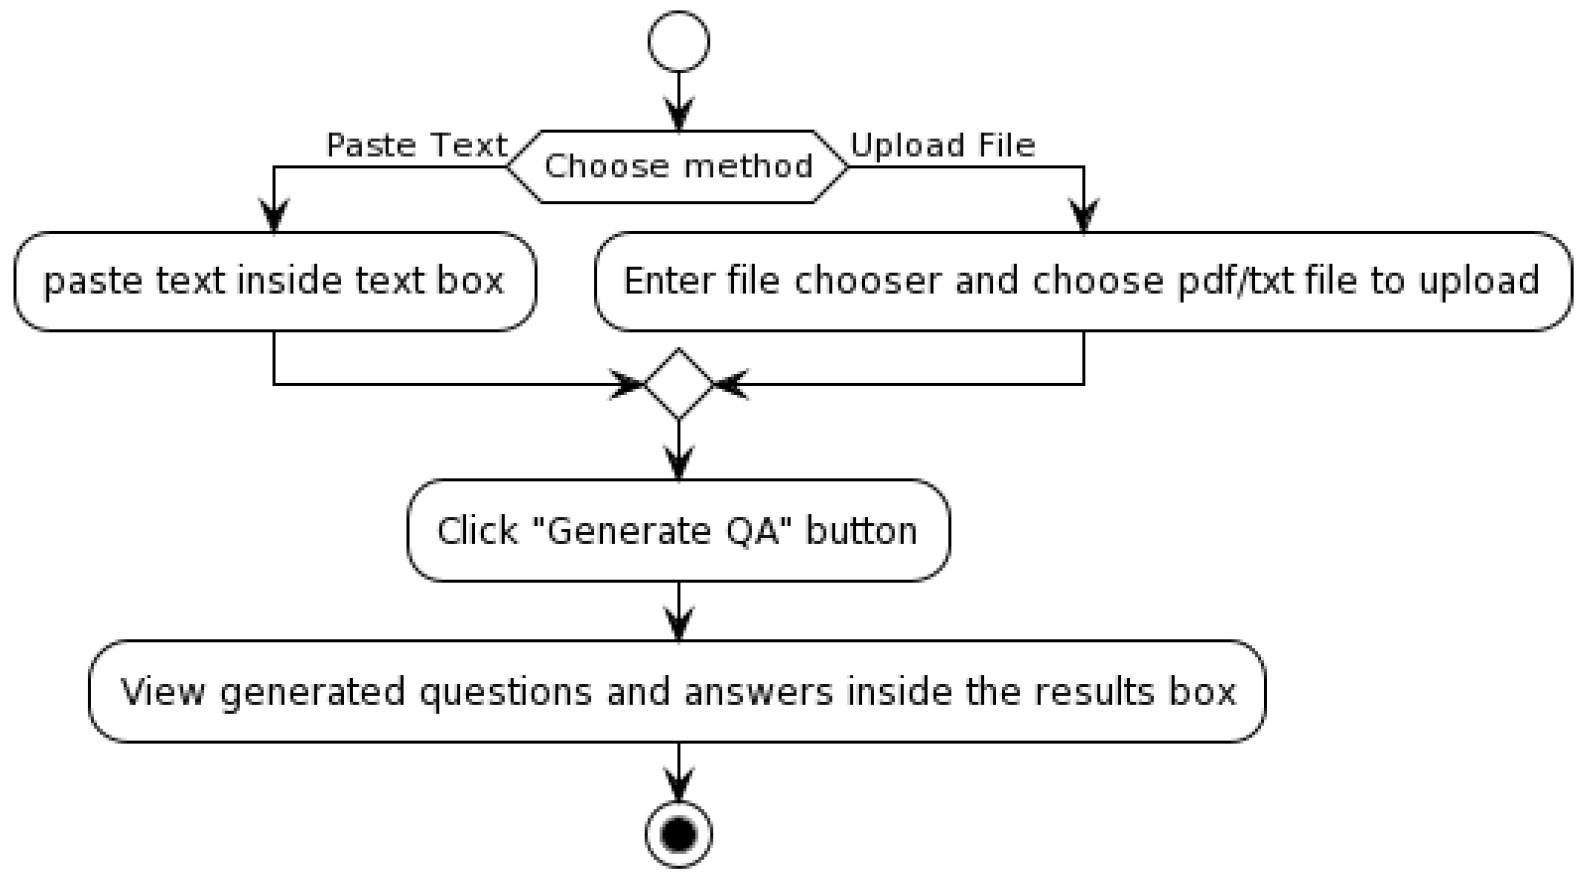 Paste Text
Choose method
Upload File
paste text inside text box
Enter file chooser and choose pdf/txt file to upload
Click "Generate QA" button
View generated questions and answers inside the results box